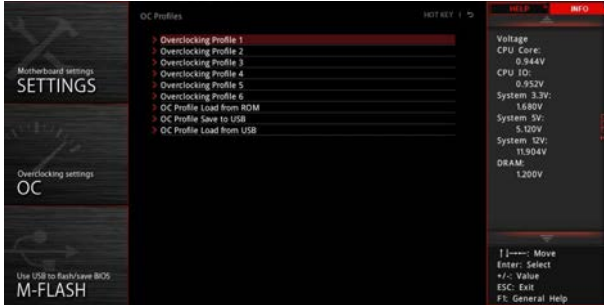 OC Profiles
HOT KEY |
HELP
INFO
Motherboard settings
SETTINGS
Overclocking settings
OC
Use USB to flash/save BIOS
M-FLASH
> Overclocking Profile 1
> Overclocking Profile 2
> Overclocking Profile 3
> Overclocking Profile 4
> Overclocking Profile 5
> Overclocking Profile 6
> OC Profile Load from ROM
> OC Profile Save to USB
> OC Profile Load from USB
Voltage
CPU Core:
0.944V
CPU IO:
0.952V
System 3.3V:
1.680V
System 5V:
5.120V
System 12V:
11.904V
DRAM:
1.200V
↑↓←→: Move
Enter: Select
+/-: Value
ESC: Exit
F1: General Help